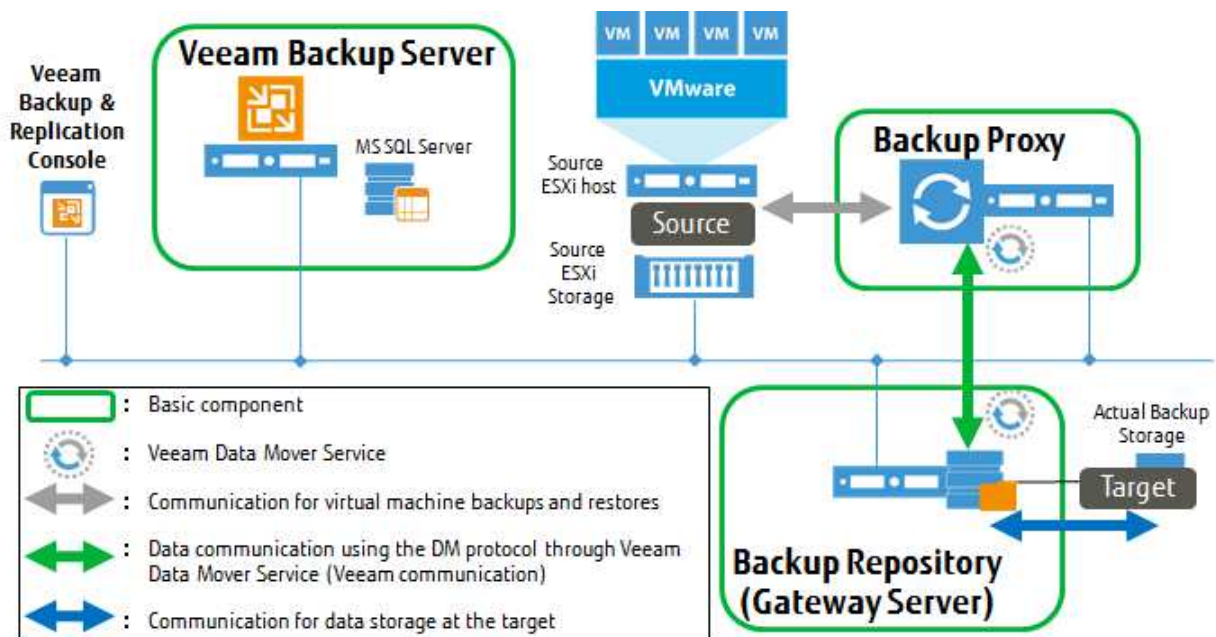 Veeam
Backup &
Replication
Console
Veeam Backup Server
MS SQL Server
VM
VM
VM
VM
VMware
Source
ESXi host
Source
Source
ESXi
Storage
Backup Proxy
Actual Backup
Storage
Target
Backup Repository
(Gateway Server)
: Basic component
: Veeam Data Mover Service
: Communication for virtual machine backups and restores
: Data communication using the DM protocol through Veeam
Data Mover Service (Veeam communication)
: Communication for data storage at the target